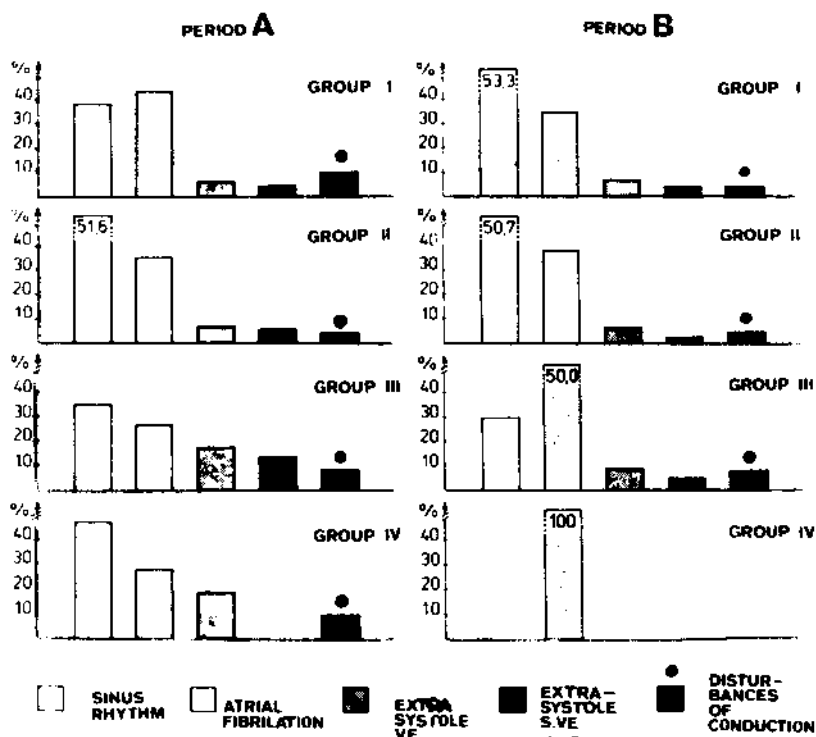 PERIOD A
PERIOD B
%
40
30
20
10
GROUP I
%
40
30
20
10
53,3
GROUP I
%
40
30
20
10
51,6
GROUP II
%
40
30
20
10
50,7
GROUP II
%
40
30
20
10
GROUP III
%
40
30
20
10
50,0
GROUP III
%
40
30
20
10
GROUP IV
%
40
30
20
10
100
GROUP IV
SINUS
RHYTHM
ATRIAL
FIBRILATION
EXTRA
SYSTOLE
VE
EXTRA-
SYSTOLE
S.VE
DISTUR-
BANCES
OF
CONDUCTION